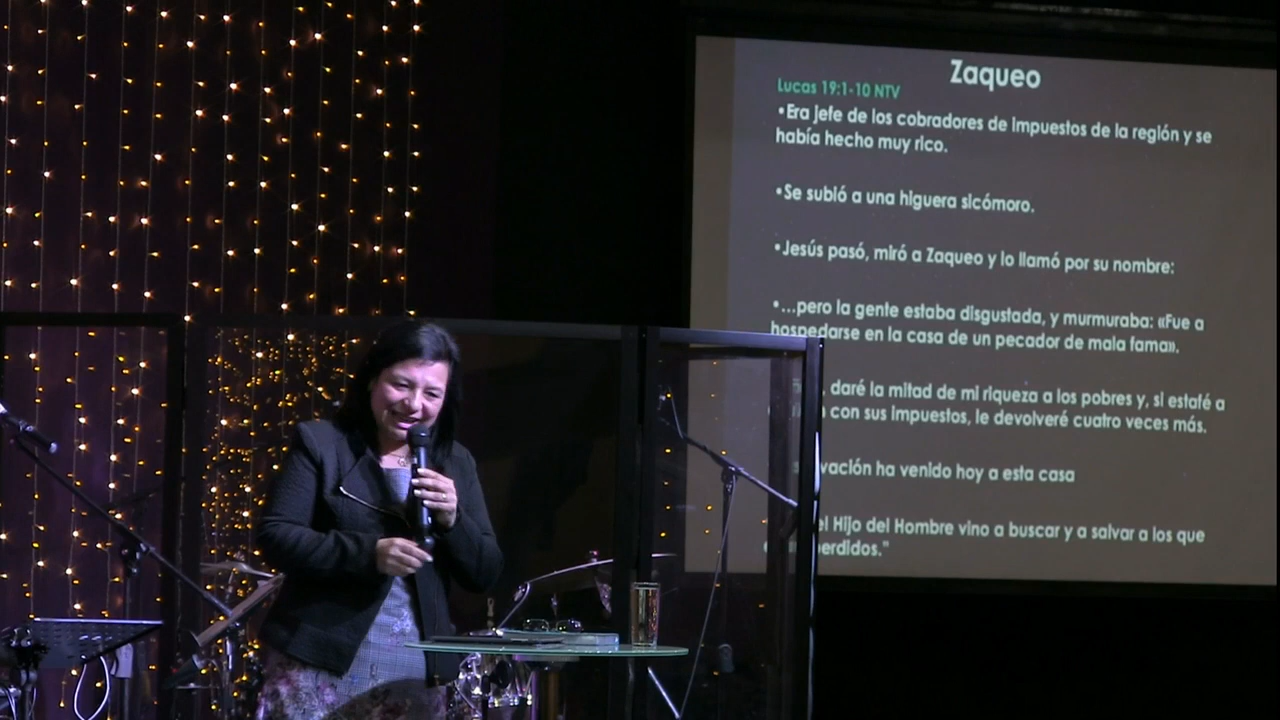 Zaqueo
Lucas 19:1-10 NTV
•Era jefe de los cobradores de impuestos de la región y se
había hecho muy rico.
•Se subió a una higuera sicómoro.
•Jesús pasó, miró a Zaqueo y lo llamó por su nombre:
•...pero la gente estaba disgustada, y murmuraba: «Fue a
hospedarse en la casa de un pecador de mala fama».
daré la mitad de mi riqueza a los pobres y, si estafé a
con sus impuestos, le devolveré cuatro veces más.
ha venido hoy a esta casa
el Hijo del Hombre vino a buscar y a salvar a los que